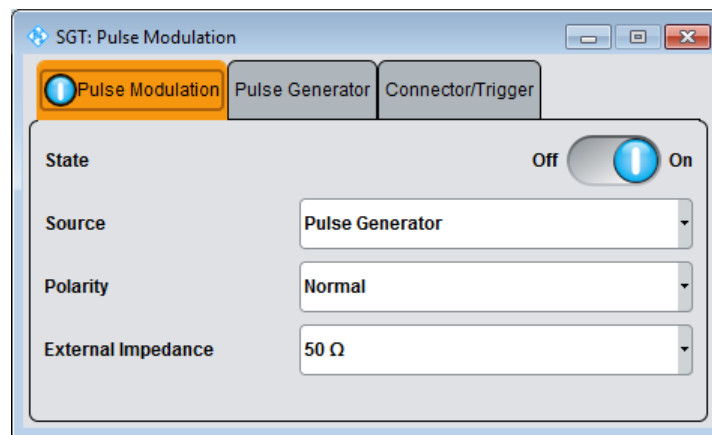 SGT: Pulse Modulation
Pulse Modulation Pulse Generator Connector/Trigger
State Off On
Source Pulse Generator
Polarity Normal
External Impedance 50 Ω